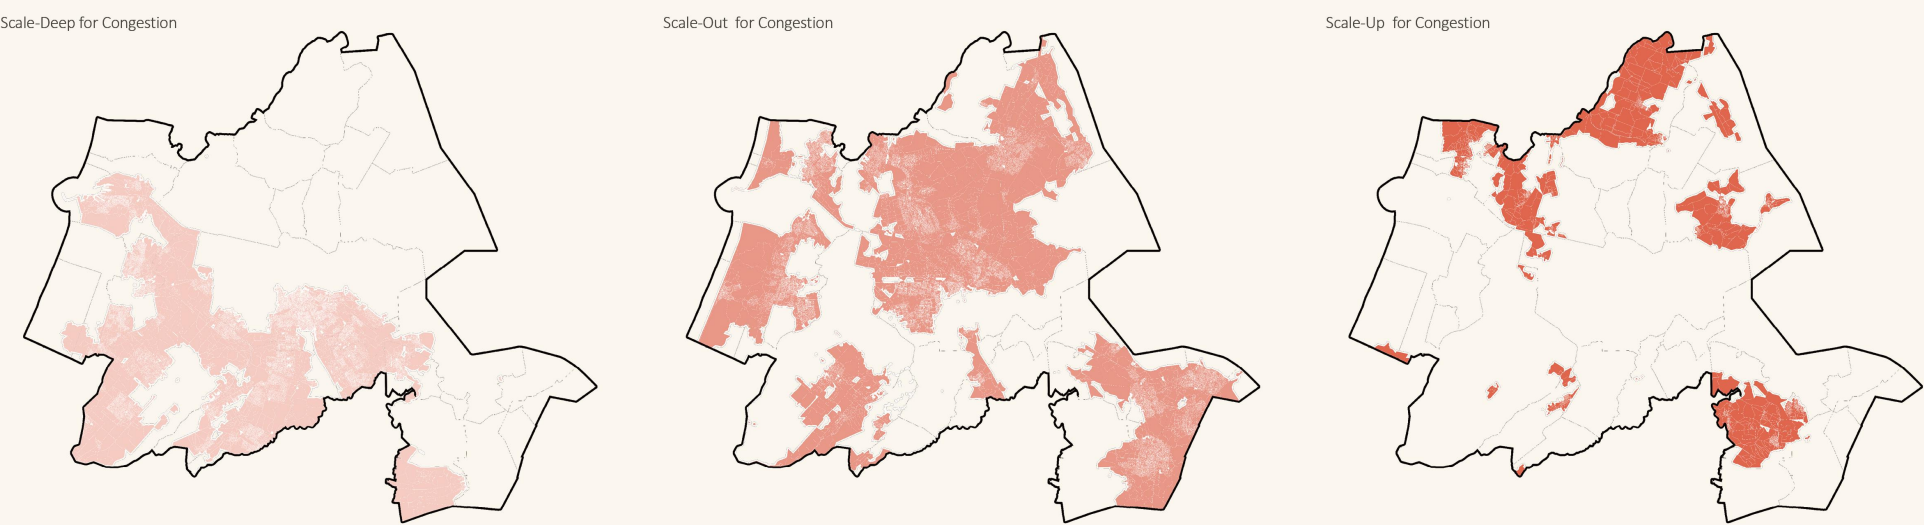 Scale-Deep for Congestion
Scale-Out for Congestion
Scale-Up for Congestion